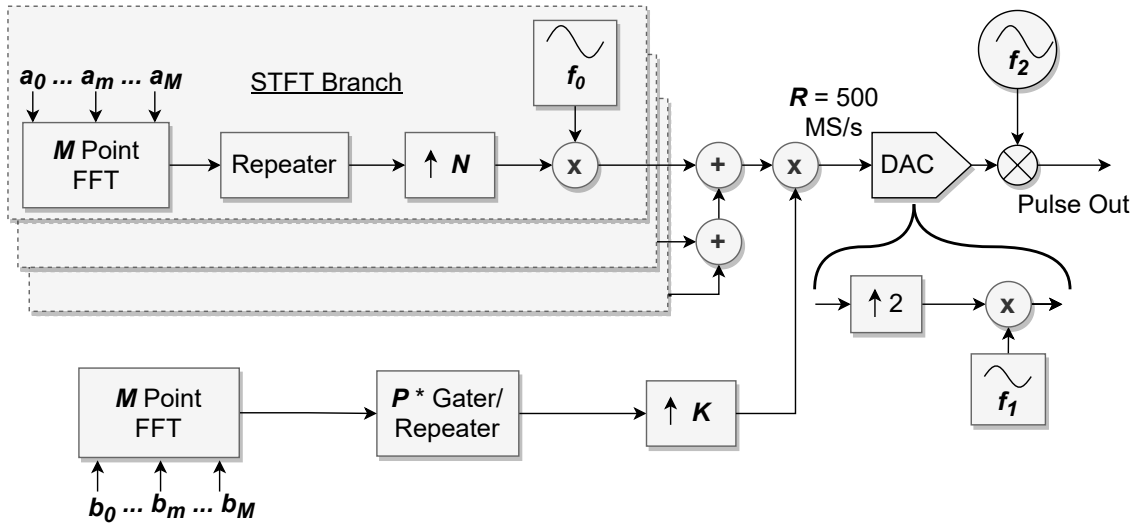 a0 ... am ... aM
STFT Branch
M Point
FFT
Repeater
↑ N
f0
x
+
+
x
R = 500
MS/s
DAC
f2
Pulse Out
↑ 2
x
f1
M Point
FFT
P * Gater/
Repeater
↑ K
b0 ... bm ... bM